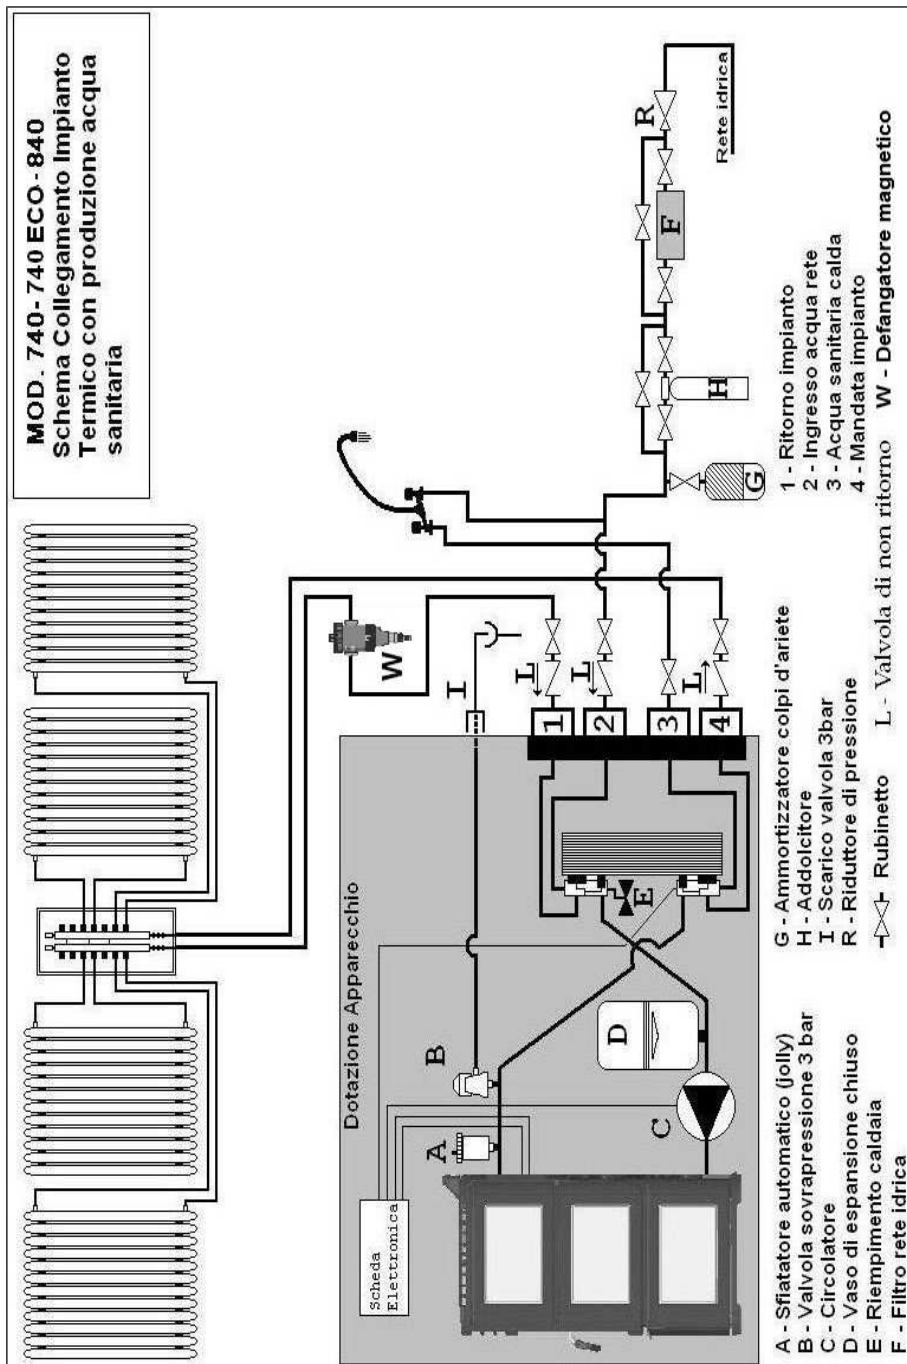 MOD. 740-740 ECO-840
Schema Collegamento Impianto
Termico con produzione acqua
sanitaria
Dotazione Apparecchio
Scheda
Elettronica
A
B
C
D
E
I
W
1
2
3
4
L
L
L
G
H
F
R
Rete idrica
A - Sfiatatore automatico (jolly)
B - Valvola sovrapressione 3 bar
C - Circolatore
D - Vaso di espansione chiuso
E - Riempimento caldaia
F - Filtro rete idrica
G - Ammortizzatore colpi d'ariete
H - Addolcitore
I - Scarico valvola 3bar
R - Riduttore di pressione
Rubinetto
L - Valvola di non ritorno
W - Defangatore magnetico
1 - Ritorno impianto
2 - Ingresso acqua rete
3 - Acqua sanitaria calda
4 - Mandata impianto